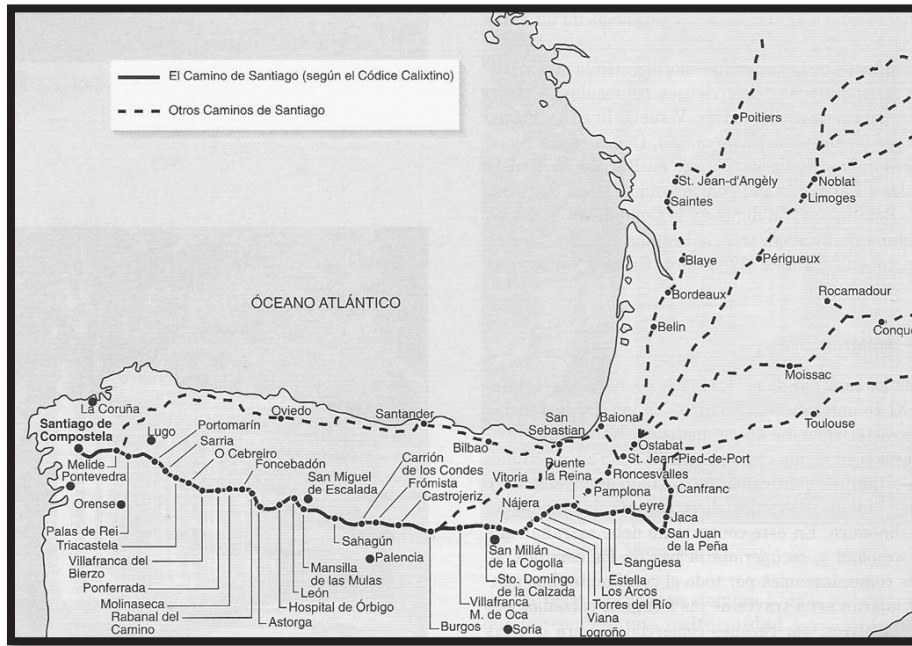 El Camino de Santiago (según el Códice Calixtino)
Otros Caminos de Santiago
Poitiers
St. Jean-d'Angèly
Saintes
Noblat
Limoges
Blaye
Périgueux
Bordeaux
Rocamadour
Belin
Conqu
Moissac
Toulouse
ÓCEANO ATLÁNTICO
La Coruña
Santiago de
Compostela
Lugo
Portomarín
Sarria
O Cebreiro
Foncebadón
Oviedo
Santander
Bilbao
San
Sebastian
Baiona
Ostabat
St. Jean-Pied-de-Port
Roncesvalles
Pamplona
Puente
la Reina
Vitoria
Nájera
Leyre
Canfranc
Jaca
San Juan
de la Peña
San Miguel
de Escalada
Carrión
de los Condes
Frómista
Castrojeriz
Melide
Pontevedra
Orense
Palas de Rei
Triacastela
Villafranca del
Bierzo
Ponferrada
Molinaseca
Rabanal del
Camino
Astorga
Hospital de Órbigo
León
Mansilla
de las Mulas
Sahagún
Palencia
Burgos
Villafranca
M. de Oca
Soria
San Millán
de la Cogolla
Sto. Domingo
de la Calzada
Sangüesa
Estella
Los Arcos
Torres del Río
Viana
Logroño